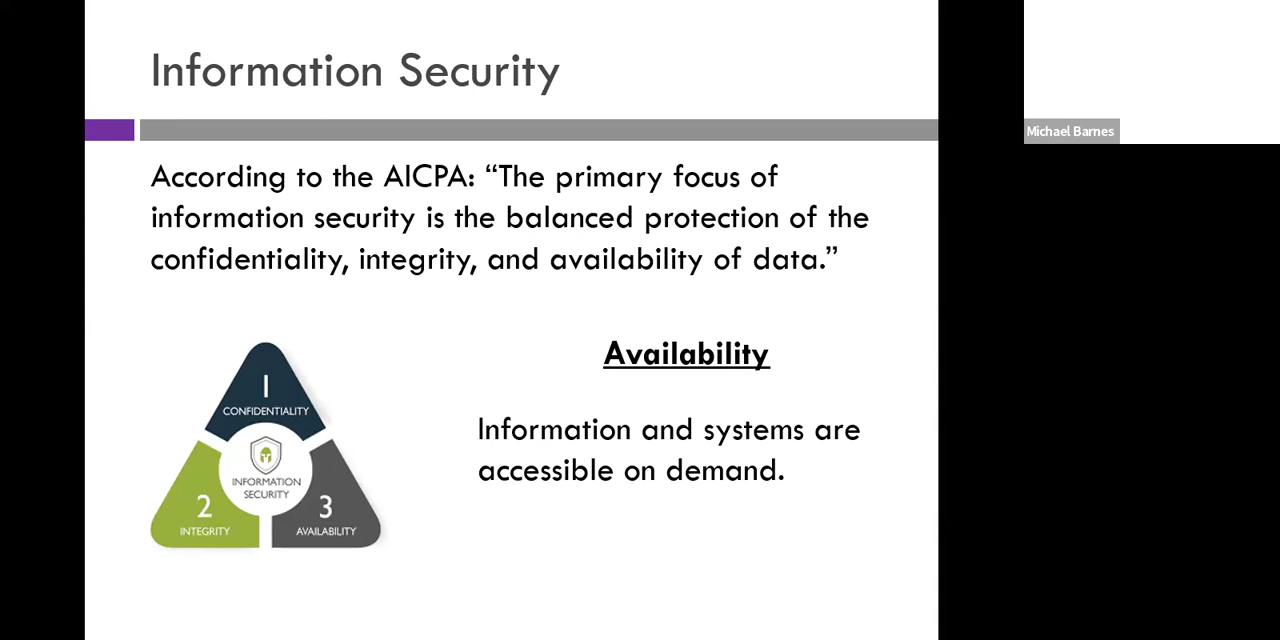 Information Security
Michael Barnes
According to the AICPA: “The primary focus of
information security is the balanced protection of the
confidentiality, integrity, and availability of data.”
Availability
Information and systems are
accessible on demand.
1
CONFIDENTIALITY
INFORMATION
SECURITY
2
INTEGRITY
3
AVAILABILITY